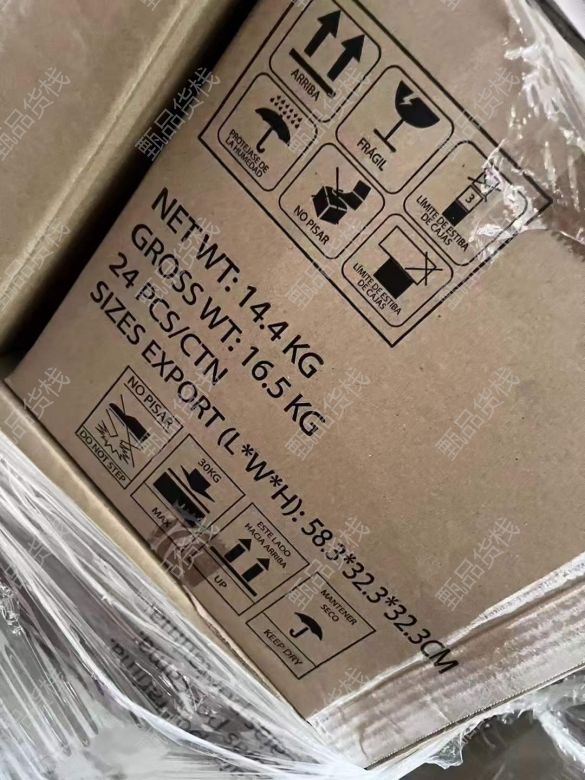 ARRIBA
FRÁGIL
LÍMITE DE ESTIBA
DE CAJAS
3
PROTEJASE DE
LA HUMEDAD
NO PISAR
LÍMITE DE ESTIBA
DE CAJAS
NET WT: 14.4 KG
GROSS WT: 16.5 KG
24 PCS/CTN
SIZES EXPORT (L *W*H): 58.3*32.3*32.3CM
NO PISAR
DO NOT STEP
30KG
MAX
ESTE LADO
HACIA ARRIBA
UP
MANTENER
SECO
KEEP DRY
甄品货栈